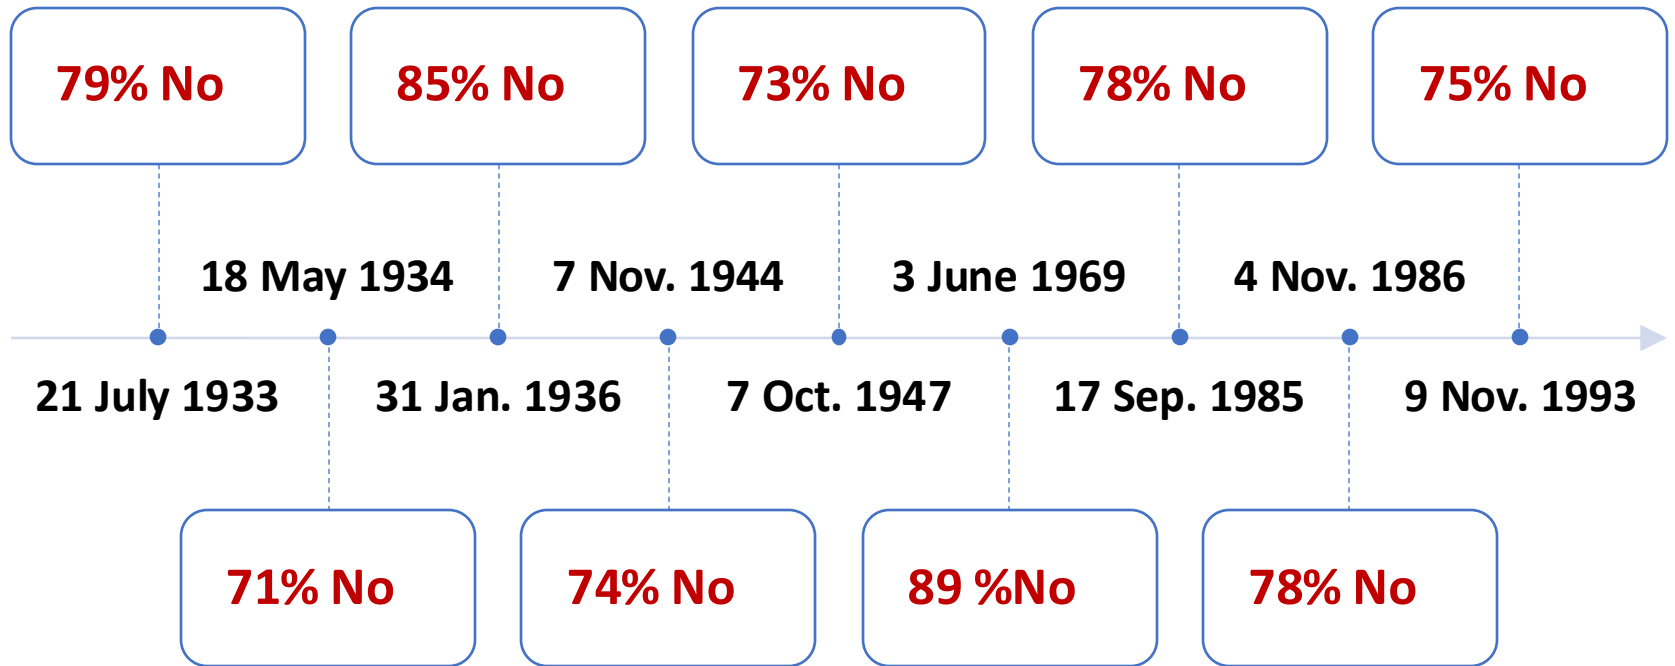 79% No
85% No
73% No
78% No
75% No
18 May 1934
7 Nov. 1944
3 June 1969
4 Nov. 1986
21 July 1933
31 Jan. 1936
7 Oct. 1947
17 Sep. 1985
9 Nov. 1993
71% No
74% No
89 %No
78% No